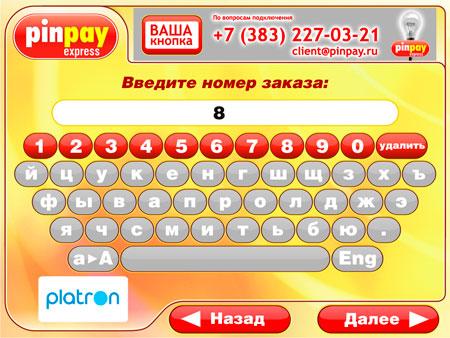 pinpay
express
ВАША
КНОПКА
По вопросам подключения
+7 (383) 227-03-21
client@pinpay.ru
pinpay
express
Введите номер заказа:
8
1 2 3 4 5 6 7 8 9 0 удалить
й ц у к е н г ш щ з х ъ
ф ы в а п р о л д ж э
я ч с м и т ь б ю .
а▸А Eng
platron
Назад Далее